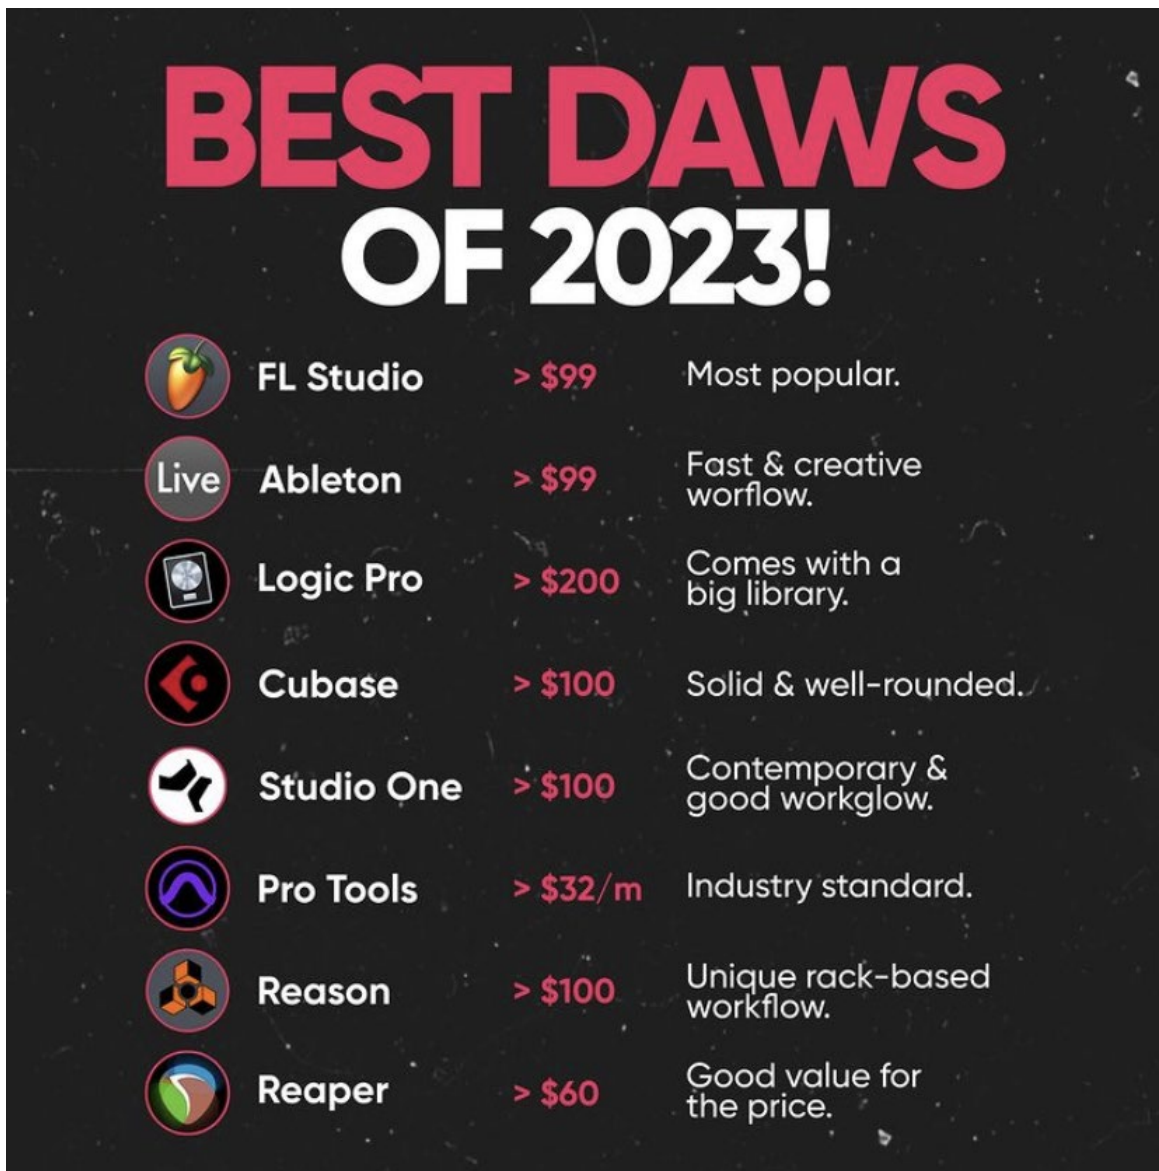 BEST DAWS
OF 2023!
FL Studio > $99 Most popular.
Live Ableton > $99 Fast & creative
worflow.
Logic Pro > $200 Comes with a
big library.
Cubase > $100 Solid & well-rounded.
Studio One > $100 Contemporary &
good workglow.
Pro Tools > $32/m Industry standard.
Reason > $100 Unique rack-based
workflow.
Reaper > $60 Good value for
the price.